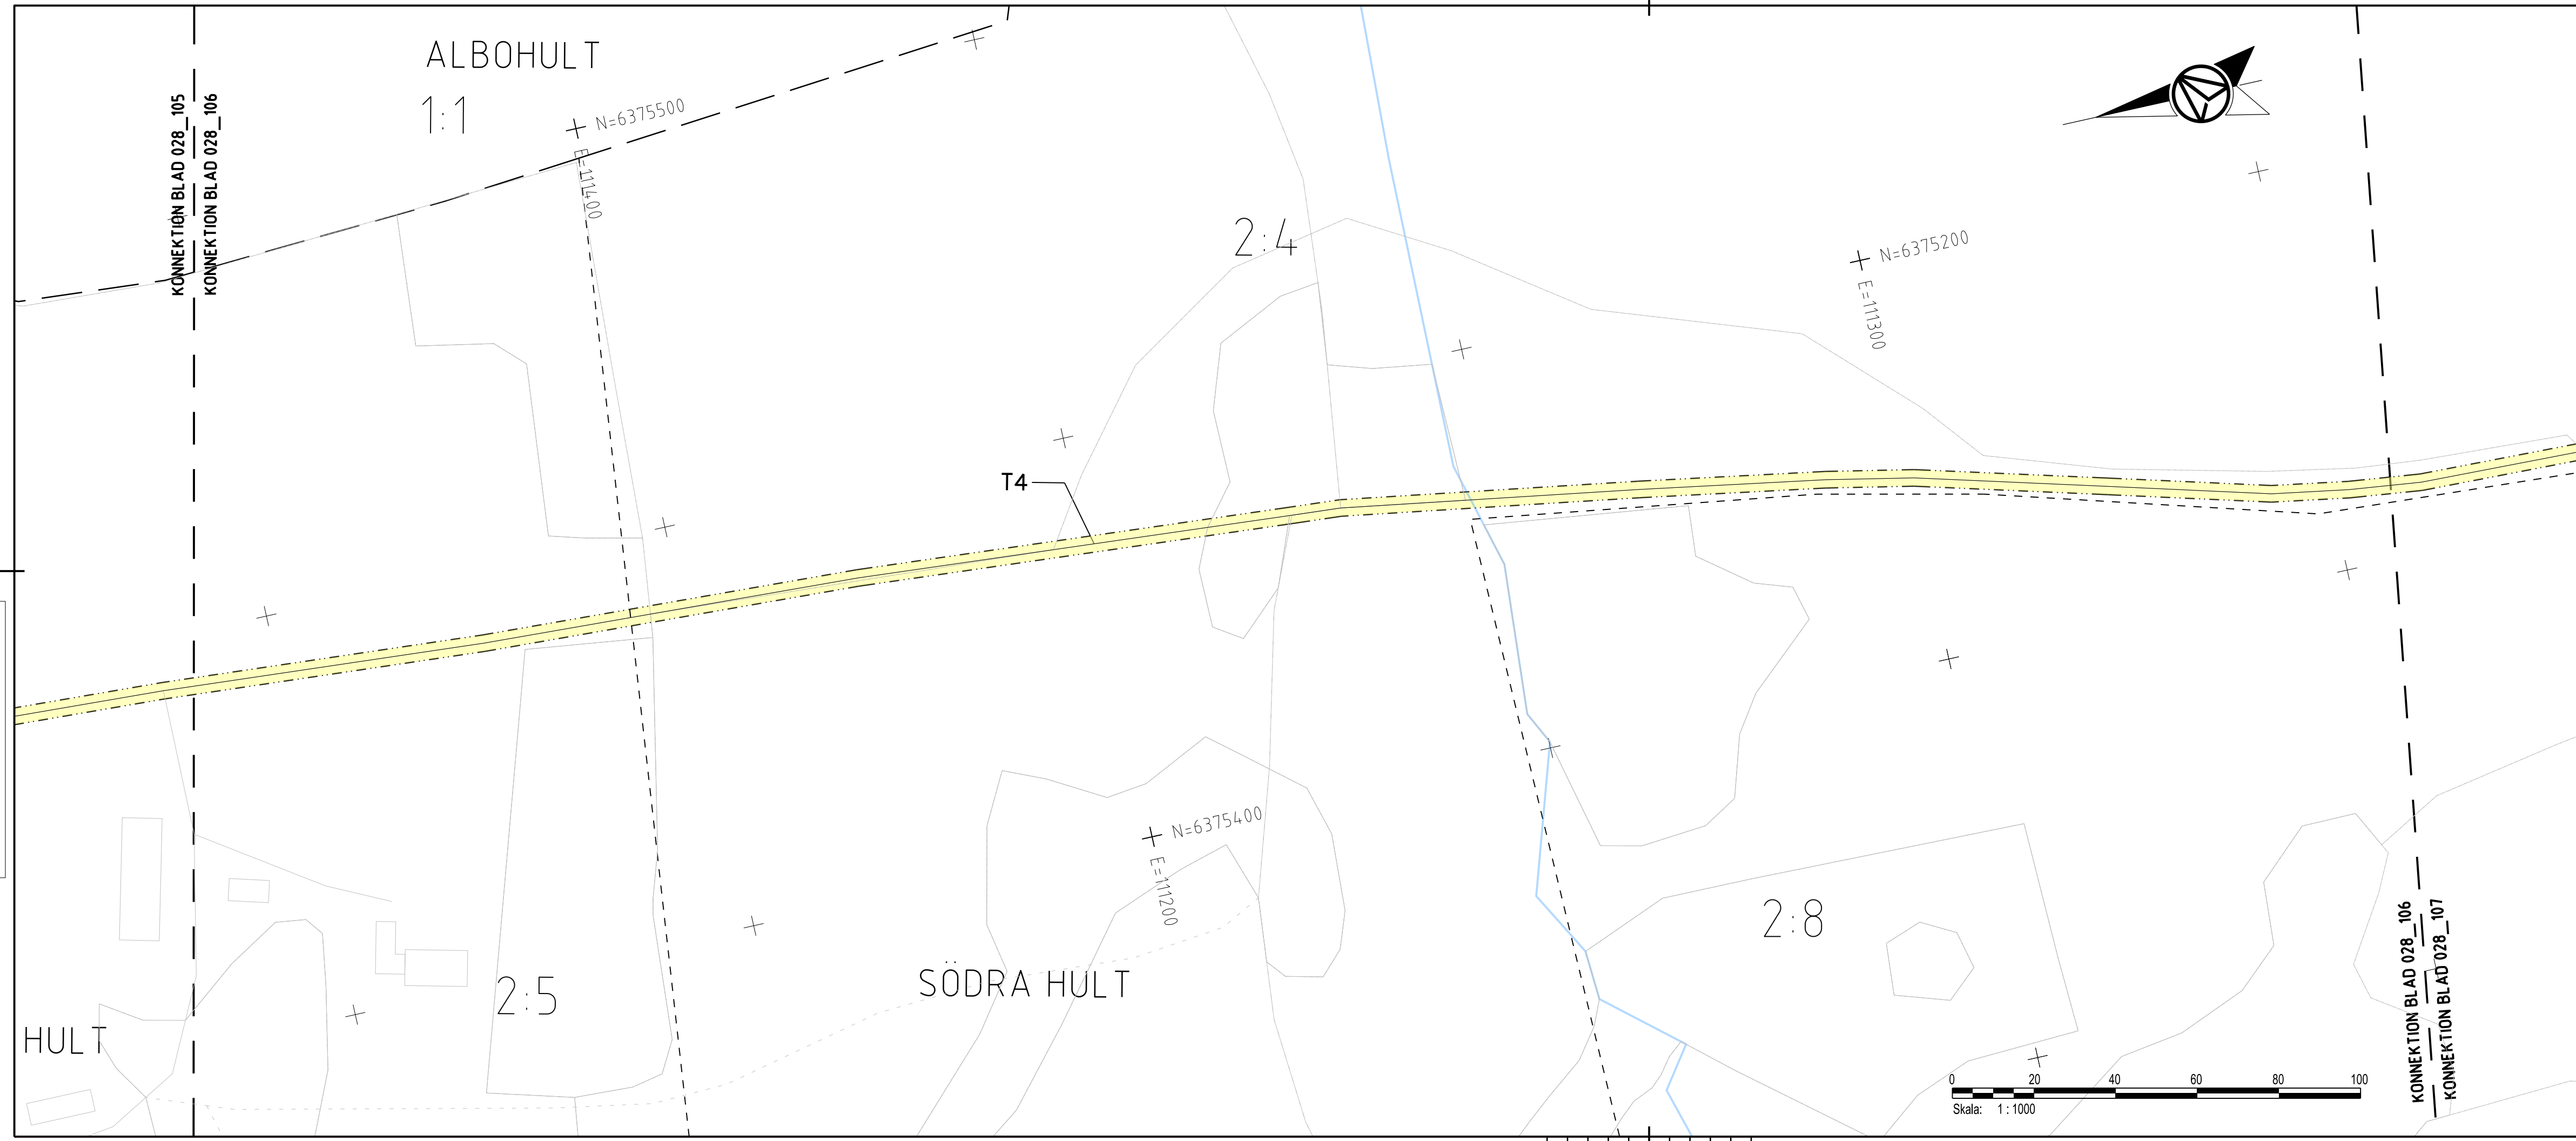 ALBOHULT
1:1
KONNEKTION BLAD 028_105
KONNEKTION BLAD 028_106
N=6375500
E=111400
2:4
N=6375200
E=111300
T4
N=6375400
E=111200
2:8
SÖDRA HULT
2:5
HULT
KONNEKTION BLAD 028_106
KONNEKTION BLAD 028_107
0 20 40 60 80 100
Skala: 1 : 1000